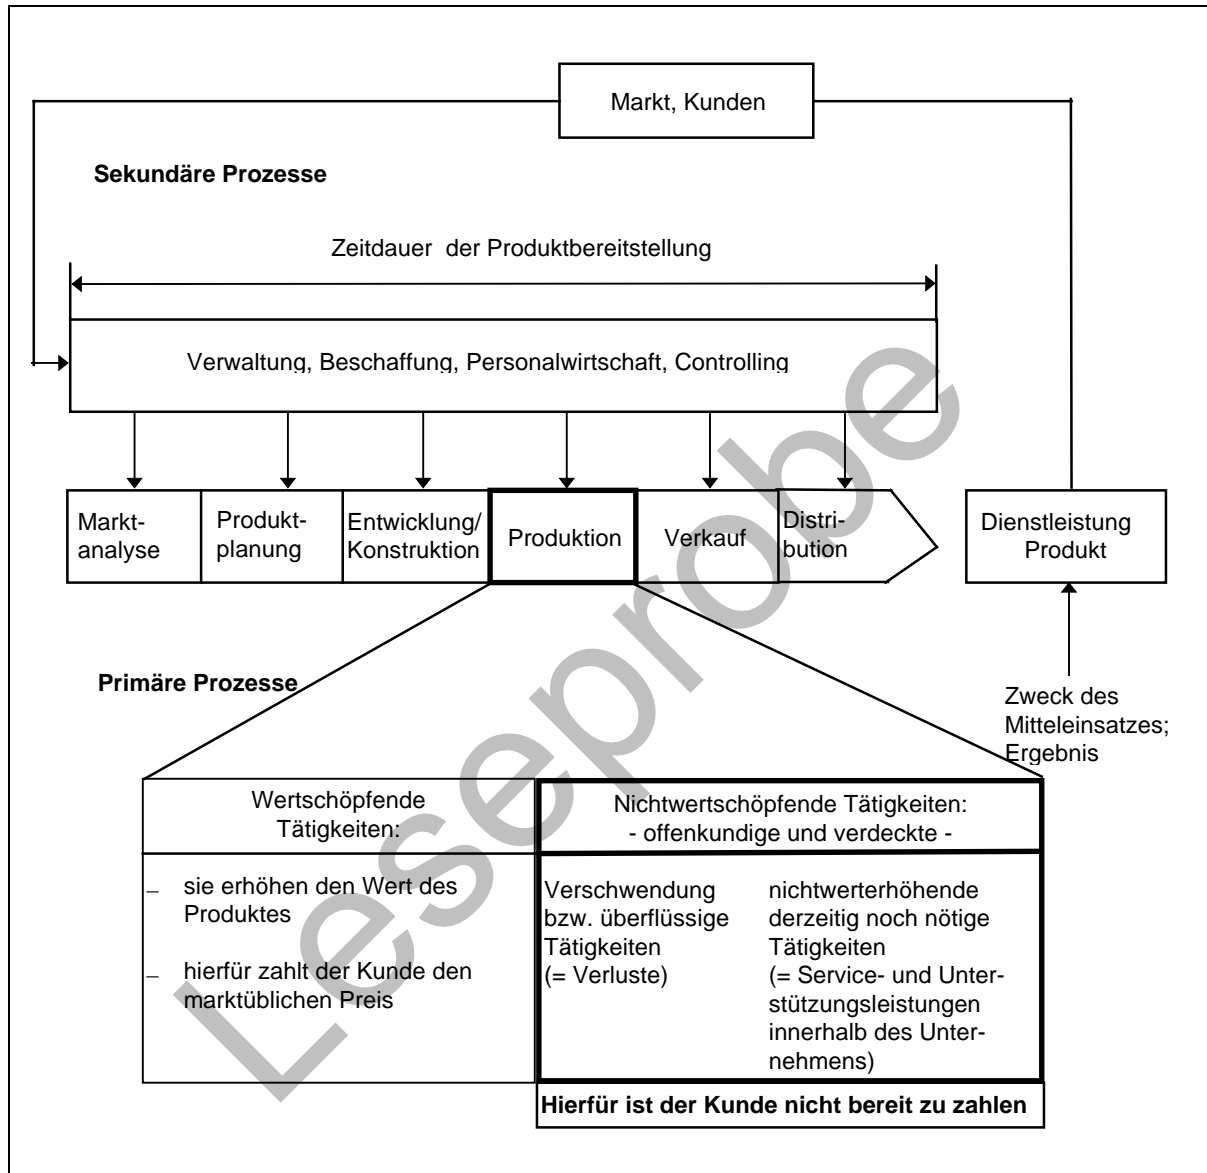 Markt, Kunden
Sekundäre Prozesse
Zeitdauer der Produktbereitstellung
Verwaltung, Beschaffung, Personalwirtschaft, Controlling
Markt-
analyse
Produkt-
planung
Entwicklung/
Konstruktion
Produktion
Verkauf
Distri-
bution
Dienstleistung
Produkt
Primäre Prozesse
Zweck des
Mitteleinsatzes;
Ergebnis
Wertschöpfende
Tätigkeiten:
– sie erhöhen den Wert des
Produktes
– hierfür zahlt der Kunde den
marktüblichen Preis
Nichtwertschöpfende Tätigkeiten:
- offenkundige und verdeckte -
Verschwendung
bzw. überflüssige
Tätigkeiten
(= Verluste)
nichtwerterhöhende
derzeitig noch nötige
Tätigkeiten
(= Service- und Unter-
stützungsleistungen
innerhalb des Unter-
nehmens)
Hierfür ist der Kunde nicht bereit zu zahlen
Leseprobe